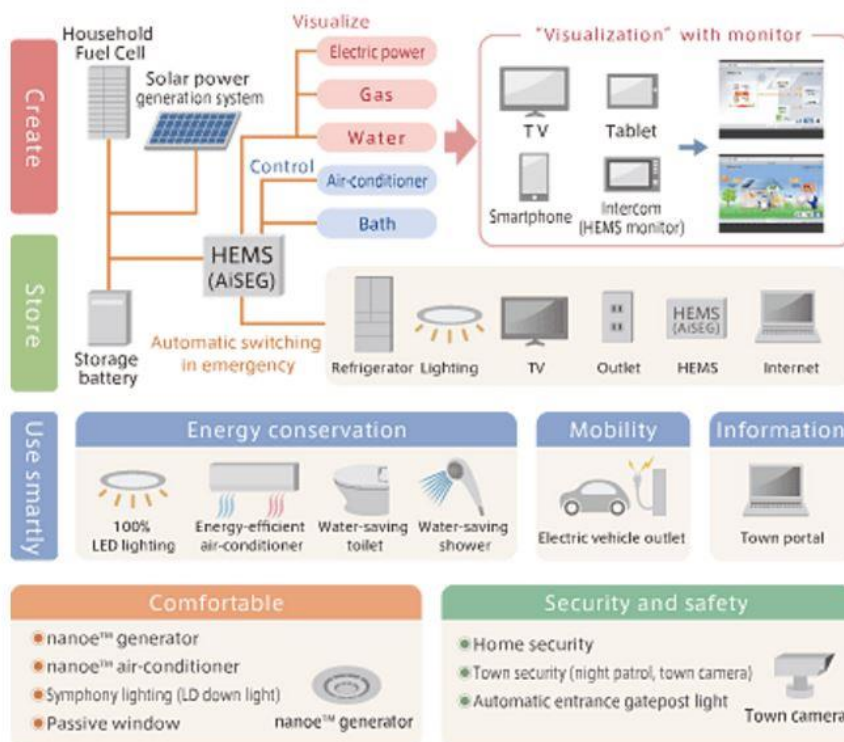 Create
Household
Fuel Cell
Solar power
generation system
Visualize
Electric power
Gas
Water
Control
Air-conditioner
Bath
"Visualization" with monitor
TV
Tablet
Smartphone
Intercom
(HEMS monitor)
Store
HEMS
(AiSEG)
Storage
battery
Automatic switching
in emergency
Refrigerator
Lighting
TV
Outlet
HEMS
(AiSEG)
HEMS
Internet
Use smartly
Energy conservation
100%
LED lighting
Energy-efficient
air-conditioner
Water-saving
toilet
Water-saving
shower
Mobility
Electric vehicle outlet
Information
Town portal
Comfortable
nanoe™ generator
nanoe™ air-conditioner
Symphony lighting (LD down light)
Passive window
nanoe™ generator
Security and safety
Home security
Town security (night patrol, town camera)
Automatic entrance gatepost light
Town camera